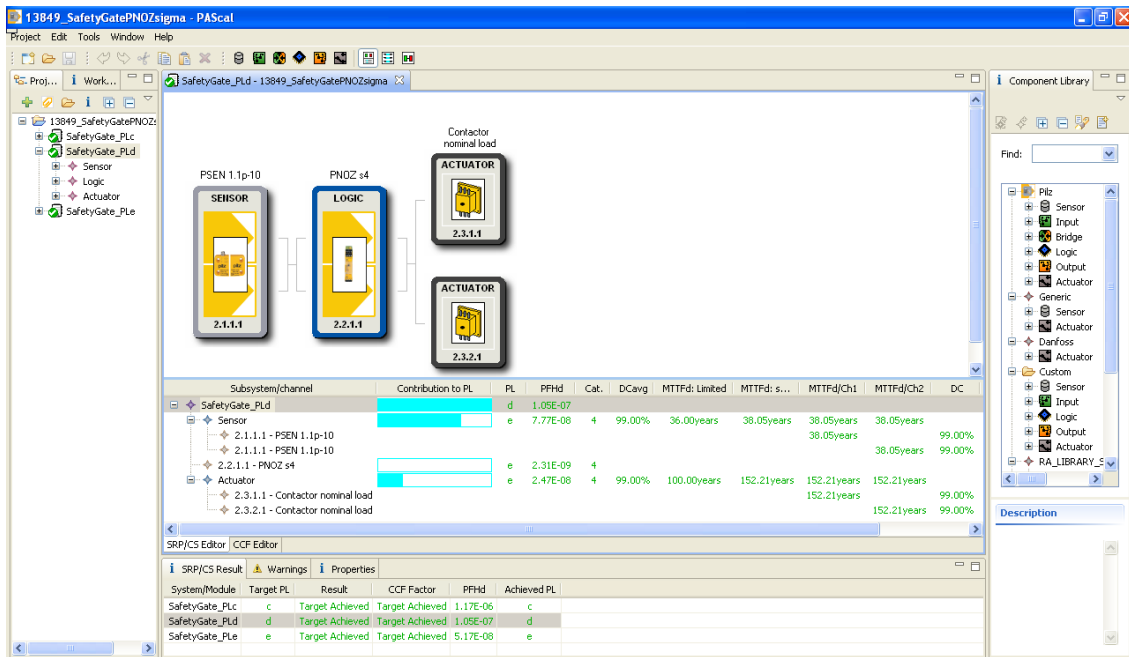 13849_SafetyGatePNOZsigma - PAScal
Project Edit Tools Window Help
Proj... i Work...
13849_SafetyGatePNOZs
SafetyGate_PLc
SafetyGate_PLd
Sensor
Logic
Actuator
SafetyGate_PLe
SafetyGate_PLd - 13849_SafetyGatePNOZsigma
Contactor
nominal load
PSEN 1.1p-10 PNOZ s4
SENSOR LOGIC ACTUATOR
2.3.1.1
ACTUATOR
2.1.1.1 2.2.1.1
2.3.2.1
Subsystem/channel Contribution to PL PL PFHd Cat. DCavg MTTFd: Limited MTTFd: s... MTTFd/Ch1 MTTFd/Ch2 DC
SafetyGate_PLd d 1.05E-07
Sensor e 7.77E-08 4 99.00% 36.00years 38.05years 38.05years 38.05years
2.1.1.1 - PSEN 1.1p-10 38.05years 99.00%
2.1.1.1 - PSEN 1.1p-10 38.05years 99.00%
2.2.1.1 - PNOZ s4 e 2.31E-09 4
Actuator e 2.47E-08 4 99.00% 100.00years 152.21years 152.21years 152.21years
2.3.1.1 - Contactor nominal load 152.21years 99.00%
2.3.2.1 - Contactor nominal load 152.21years 99.00%
SRP/CS Editor CCF Editor
i SRP/CS Result Warnings i Properties
System/Module Target PL Result CCF Factor PFHd Achieved PL
SafetyGate_PLc c Target Achieved Target Achieved 1.17E-06 c
SafetyGate_PLd d Target Achieved Target Achieved 1.05E-07 d
SafetyGate_PLe e Target Achieved Target Achieved 5.17E-08 e
i Component Library
Find:
Pilz
Sensor
Input
Bridge
Logic
Output
Actuator
Generic
Sensor
Actuator
Danfoss
Actuator
Custom
Sensor
Input
Logic
Output
Actuator
RA_LIBRARY_S
Description